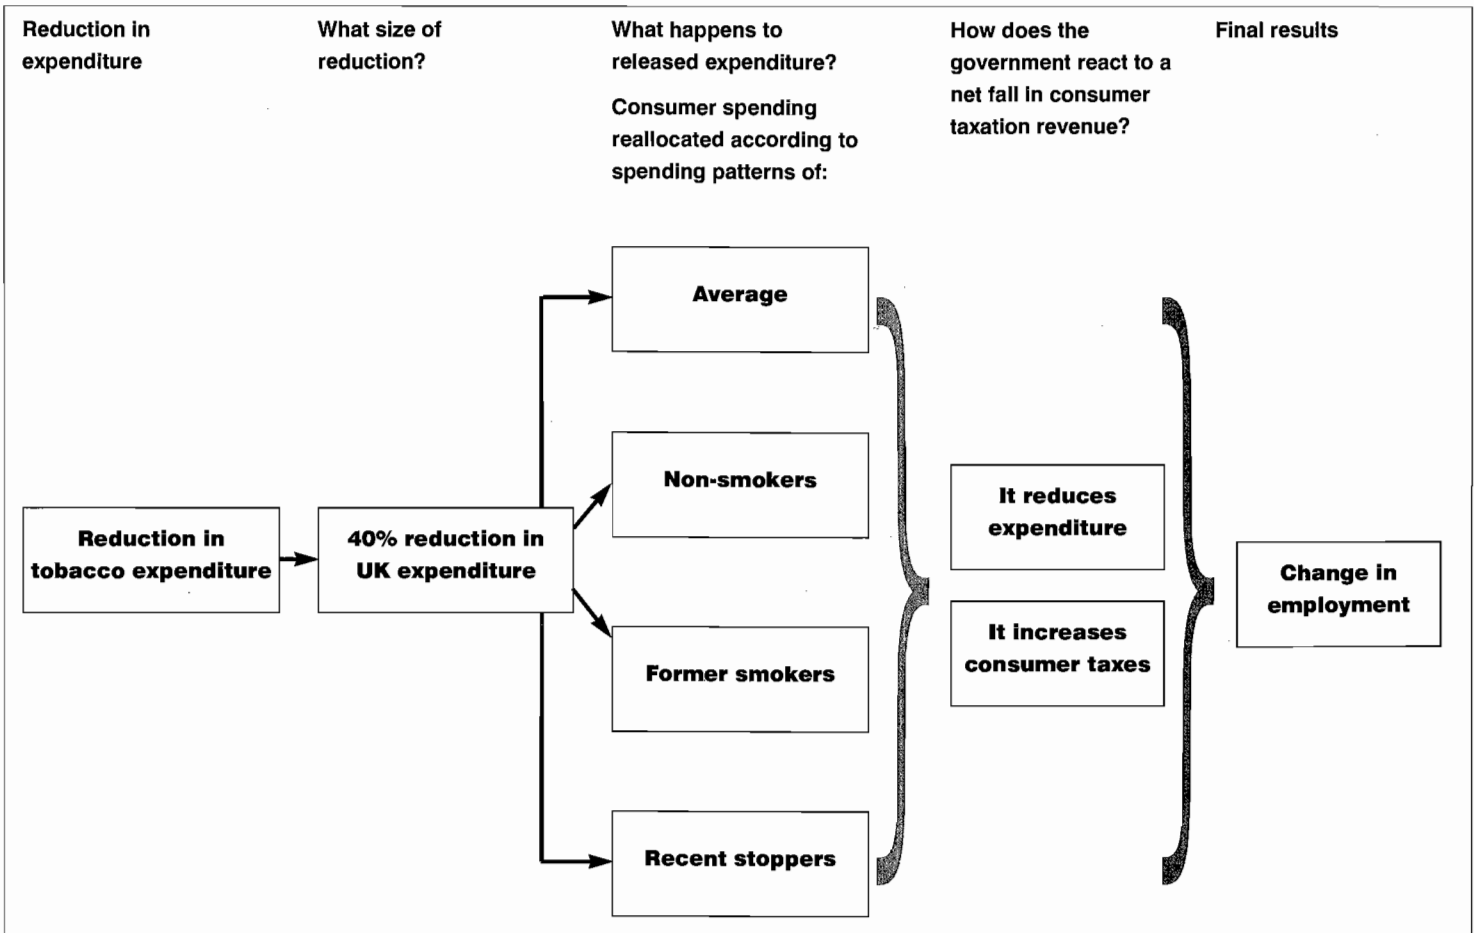 Reduction in
expenditure
What size of
reduction?
What happens to
released expenditure?
Consumer spending
reallocated according to
spending patterns of:
How does the
government react to a
net fall in consumer
taxation revenue?
Final results
Reduction in
tobacco expenditure
40% reduction in
UK expenditure
Average
Non-smokers
Former smokers
Recent stoppers
It reduces
expenditure
It increases
consumer taxes
Change in
employment